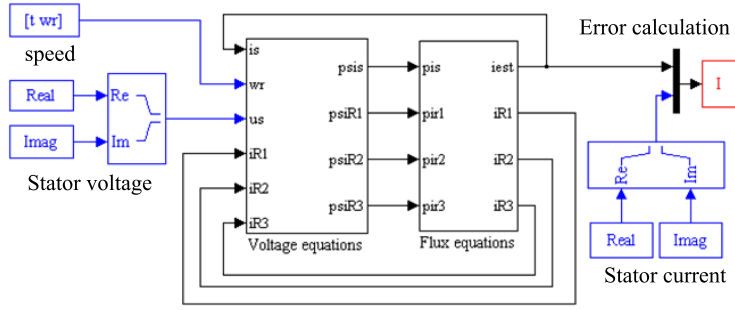 [t wr]
speed
Real
Imag
Re
Im
Stator voltage
is
wr
us
iR1
iR2
iR3
psis
psiR1
psiR2
psiR3
Voltage equations
pis
pir1
pir2
pir3
iest
iR1
iR2
iR3
Flux equations
Error calculation
I
Re
Im
Real
Imag
Stator current